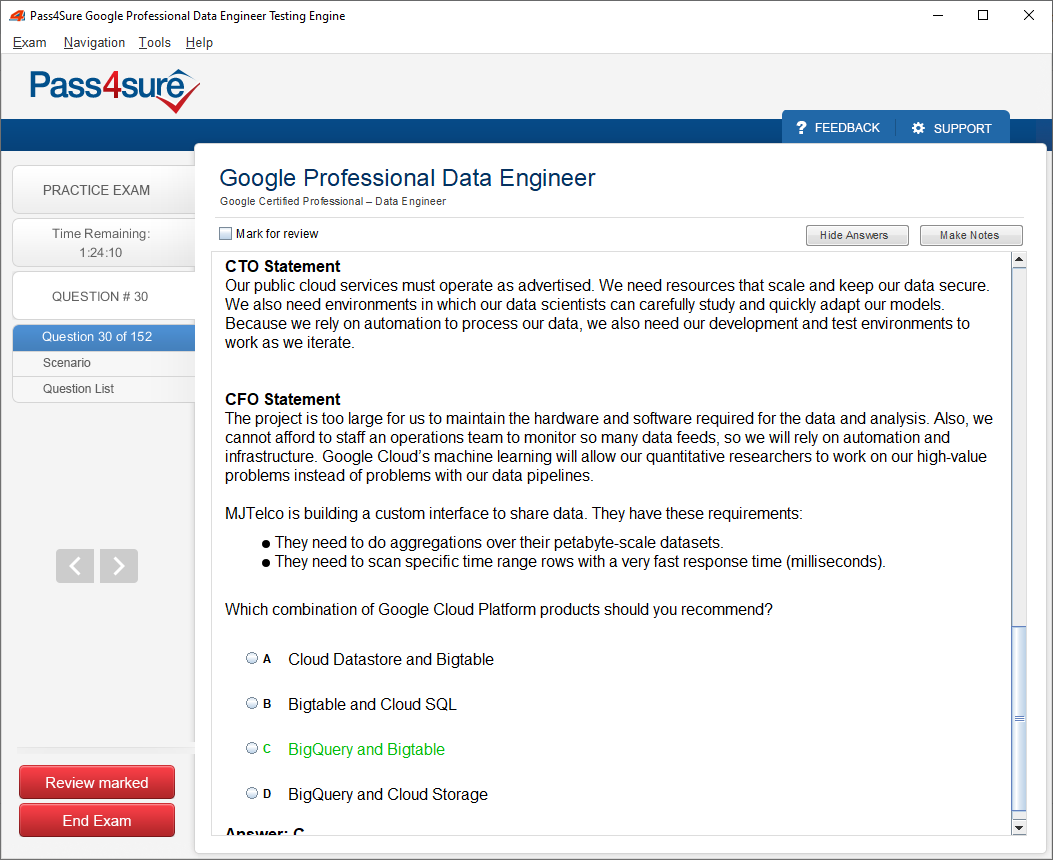 Pass4Sure Google Professional Data Engineer Testing Engine
Exam Navigation Tools Help
Pass4sure
? FEEDBACK SUPPORT
PRACTICE EXAM
Time Remaining:
1:24:10
QUESTION # 30
Question 30 of 152
Scenario
Question List
Review marked
End Exam
Google Professional Data Engineer
Google Certified Professional – Data Engineer
Mark for review
Hide Answers
Make Notes
CTO Statement
Our public cloud services must operate as advertised. We need resources that scale and keep our data secure.
We also need environments in which our data scientists can carefully study and quickly adapt our models.
Because we rely on automation to process our data, we also need our development and test environments to
work as we iterate.
CFO Statement
The project is too large for us to maintain the hardware and software required for the data and analysis. Also, we
cannot afford to staff an operations team to monitor so many data feeds, so we will rely on automation and
infrastructure. Google Cloud’s machine learning will allow our quantitative researchers to work on our high-value
problems instead of problems with our data pipelines.
MJTelco is building a custom interface to share data. They have these requirements:
● They need to do aggregations over their petabyte-scale datasets.
● They need to scan specific time range rows with a very fast response time (milliseconds).
Which combination of Google Cloud Platform products should you recommend?
A Cloud Datastore and Bigtable
B Bigtable and Cloud SQL
C BigQuery and Bigtable
D BigQuery and Cloud Storage
Answer: C